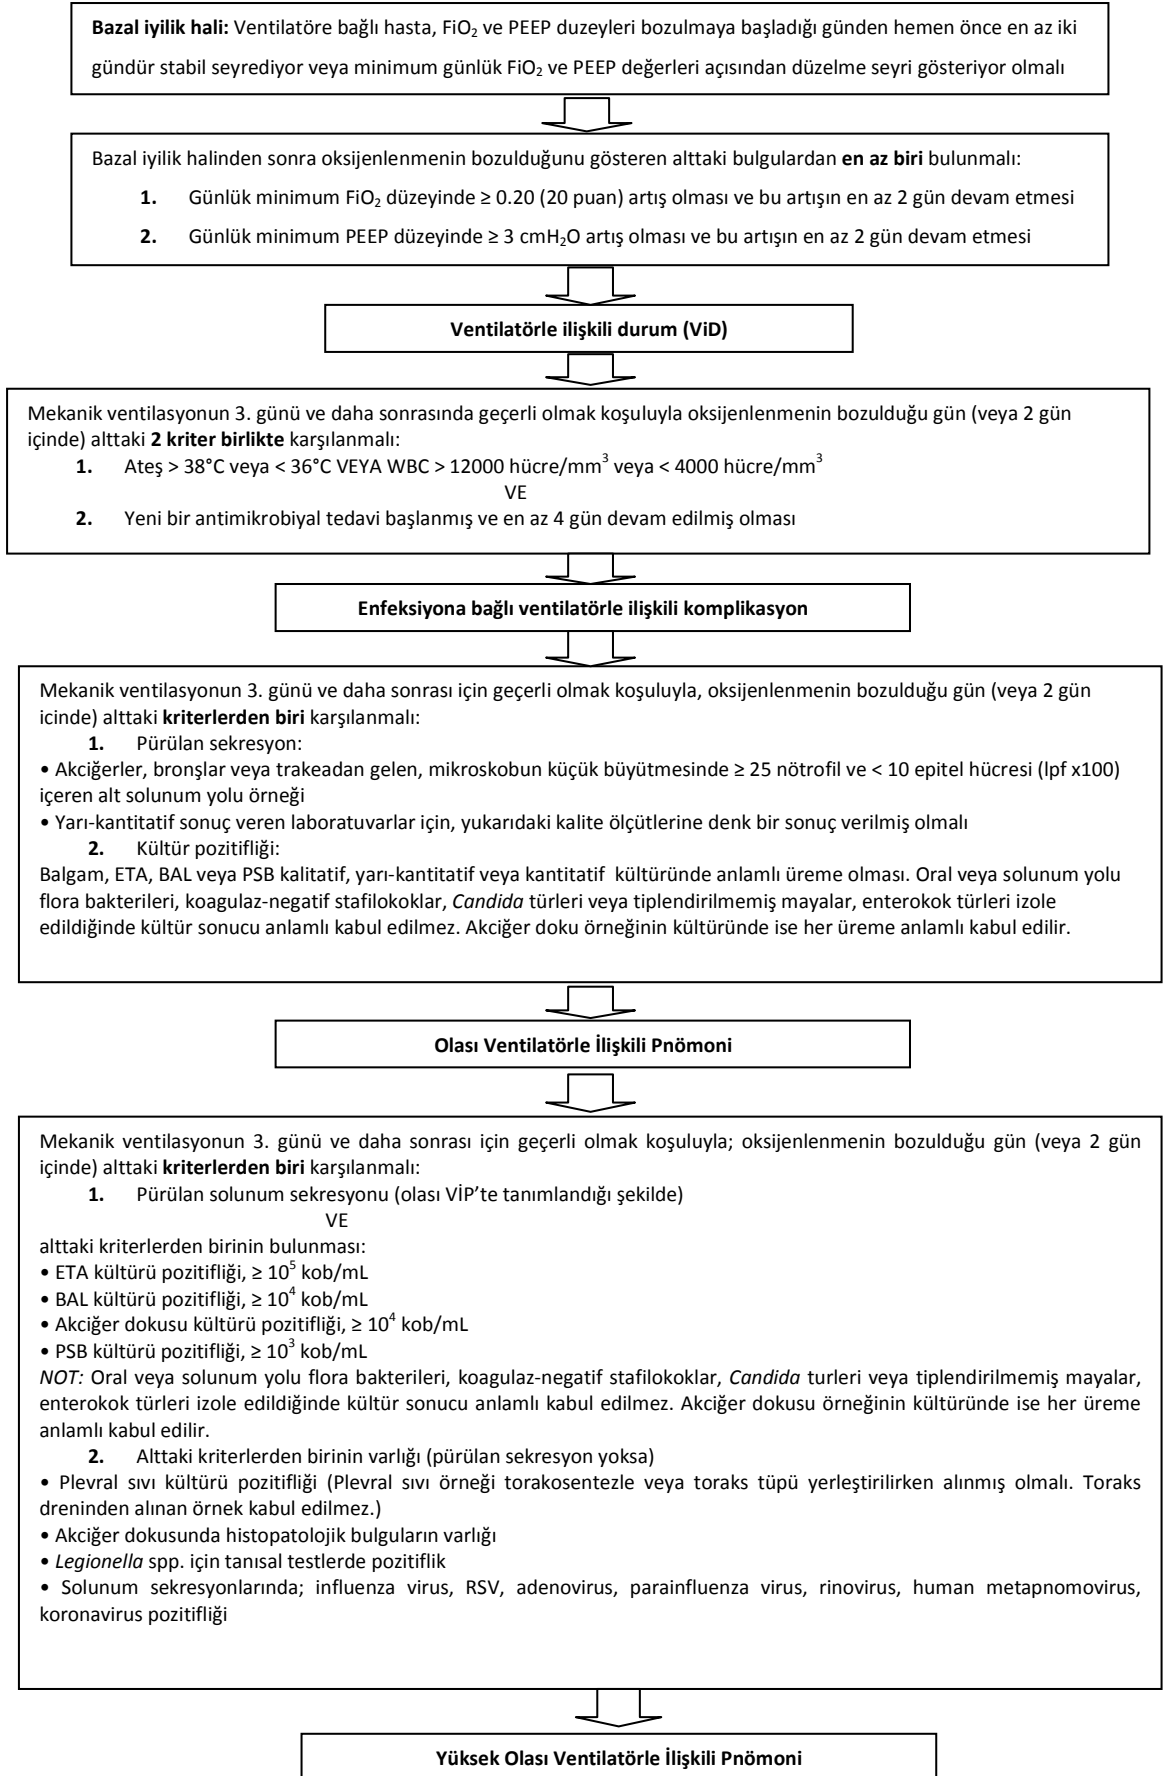 Bazal iyilik hali: Ventilatöre bağlı hasta, FiO₂ ve PEEP duzeyleri bozulmaya başladığı günden hemen önce en az iki
gündür stabil seyrediyor veya minimum günlük FiO₂ ve PEEP değerleri açısından düzelme seyri gösteriyor olmalı
Bazal iyilik halinden sonra oksijenlenmenin bozulduğunu gösteren alttaki bulgulardan en az biri bulunmalı:
1. Günlük minimum FiO₂ düzeyinde ≥ 0.20 (20 puan) artış olması ve bu artışın en az 2 gün devam etmesi
2. Günlük minimum PEEP düzeyinde ≥ 3 cmH₂O artış olması ve bu artışın en az 2 gün devam etmesi
Ventilatörle ilişkili durum (ViD)
Mekanik ventilasyonun 3. günü ve daha sonrasında geçerli olmak koşuluyla oksijenlenmenin bozulduğu gün (veya 2 gün
içinde) alttaki 2 kriter birlikte karşılanmalı:
1. Ateş > 38°C veya < 36°C VEYA WBC > 12000 hücre/mm³ veya < 4000 hücre/mm³
VE
2. Yeni bir antimikrobiyal tedavi başlanmış ve en az 4 gün devam edilmiş olması
Enfeksiyona bağlı ventilatörle ilişkili komplikasyon
Mekanik ventilasyonun 3. günü ve daha sonrası için geçerli olmak koşuluyla, oksijenlenmenin bozulduğu gün (veya 2 gün
icinde) alttaki kriterlerden biri karşılanmalı:
1. Pürülan sekresyon:
• Akciğerler, bronşlar veya trakeadan gelen, mikroskobun küçük büyütmesinde ≥ 25 nötrofil ve < 10 epitel hücresi (lpf x100)
içeren alt solunum yolu örneği
• Yarı-kantitatif sonuç veren laboratuvarlar için, yukarıdaki kalite ölçütlerine denk bir sonuç verilmiş olmalı
2. Kültür pozitifliği:
Balgam, ETA, BAL veya PSB kalitatif, yarı-kantitatif veya kantitatif kültüründe anlamlı üreme olması. Oral veya solunum yolu
flora bakterileri, koagulaz-negatif stafilokoklar, Candida türleri veya tiplendirilmemiş mayalar, enterokok türleri izole
edildiğinde kültür sonucu anlamlı kabul edilmez. Akciğer doku örneğinin kültüründe ise her üreme anlamlı kabul edilir.
Olası Ventilatörle İlişkili Pnömoni
Mekanik ventilasyonun 3. günü ve daha sonrası için geçerli olmak koşuluyla; oksijenlenmenin bozulduğu gün (veya 2 gün
içinde) alttaki kriterlerden biri karşılanmalı:
1. Pürülan solunum sekresyonu (olası VİP’te tanımlandığı şekilde)
VE
alttaki kriterlerden birinin bulunması:
• ETA kültürü pozitifliği, ≥ 10⁵ kob/mL
• BAL kültürü pozitifliği, ≥ 10⁴ kob/mL
• Akciğer dokusu kültürü pozitifliği, ≥ 10⁴ kob/mL
• PSB kültürü pozitifliği, ≥ 10³ kob/mL
NOT: Oral veya solunum yolu flora bakterileri, koagulaz-negatif stafilokoklar, Candida turleri veya tiplendirilmemiş mayalar,
enterokok türleri izole edildiğinde kültür sonucu anlamlı kabul edilmez. Akciğer dokusu örneğinin kültüründe ise her üreme
anlamlı kabul edilir.
2. Alttaki kriterlerden birinin varlığı (pürülan sekresyon yoksa)
• Plevral sıvı kültürü pozitifliği (Plevral sıvı örneği torakosentezle veya toraks tüpü yerleştirilirken alınmış olmalı. Toraks
dreninden alınan örnek kabul edilmez.)
• Akciğer dokusunda histopatolojik bulguların varlığı
• Legionella spp. için tanısal testlerde pozitiflik
• Solunum sekresyonlarında; influenza virus, RSV, adenovirus, parainfluenza virus, rinovirus, human metapnomovirus,
koronavirus pozitifliği
Yüksek Olası Ventilatörle İlişkili Pnömoni